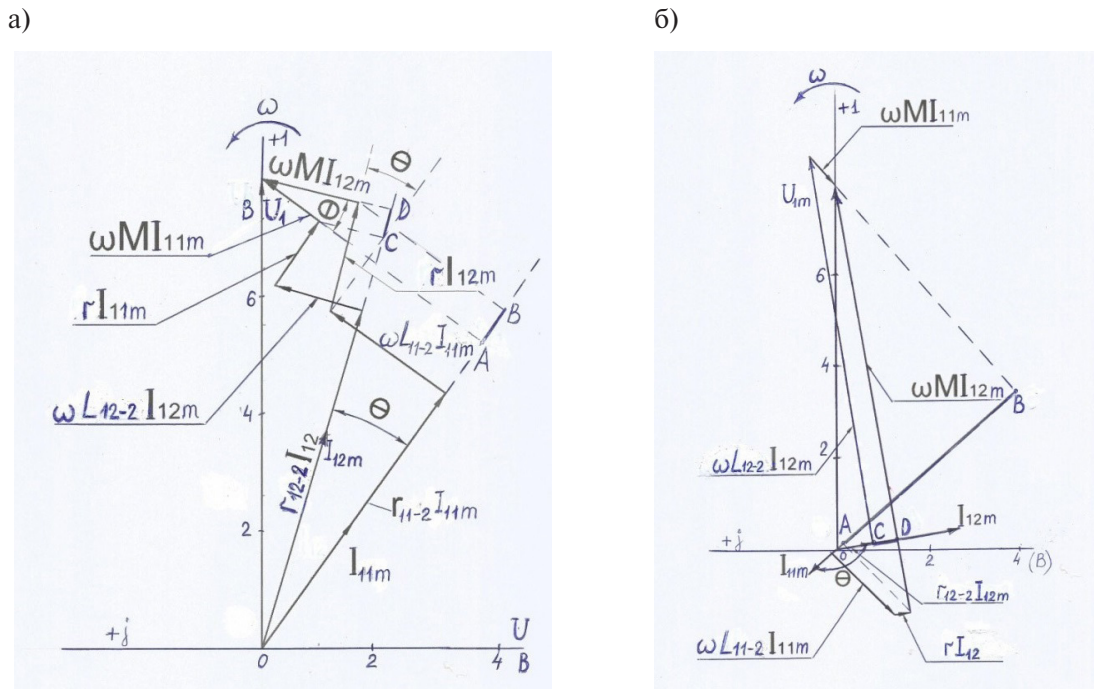 а)
б)
ω
+1
ωMI12m
Θ
D
B
U1
Θ
C
ωMI11m
rI11m
rI12m
6
B
ωL11-2I11m
A
ωL12-2I12m
Θ
4
r12-2I12
I12m
r11-2I11m
2
I11m
+j
U
0
2
4
B
ω
+1
ωMI11m
U1m
6
4
ωMI12m
B
ωL12-2I12m
2
A
C
D
I12m
+j
0
2
4
(B)
I11m
Θ
r12-2I12m
ωL11-2I11m
rI12